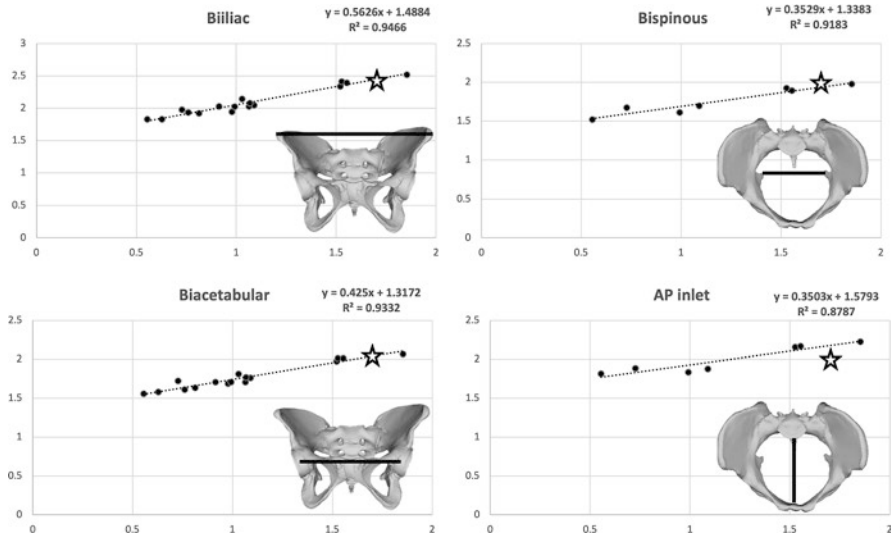 Biiliac
y = 0.5626x + 1.4884
R² = 0.9466
3
2.5
2
1.5
1
0.5
0
0 0.5 1 1.5 2
Bispinous
y = 0.3529x + 1.3383
R² = 0.9183
2.5
2
1.5
1
0.5
0
0 0.5 1 1.5 2
Biacetabular
y = 0.425x + 1.3172
R² = 0.9332
2.5
2
1.5
1
0.5
0
0 0.5 1 1.5 2
AP inlet
y = 0.3503x + 1.5793
R² = 0.8787
2.5
2
1.5
1
0.5
0
0 0.5 1 1.5 2